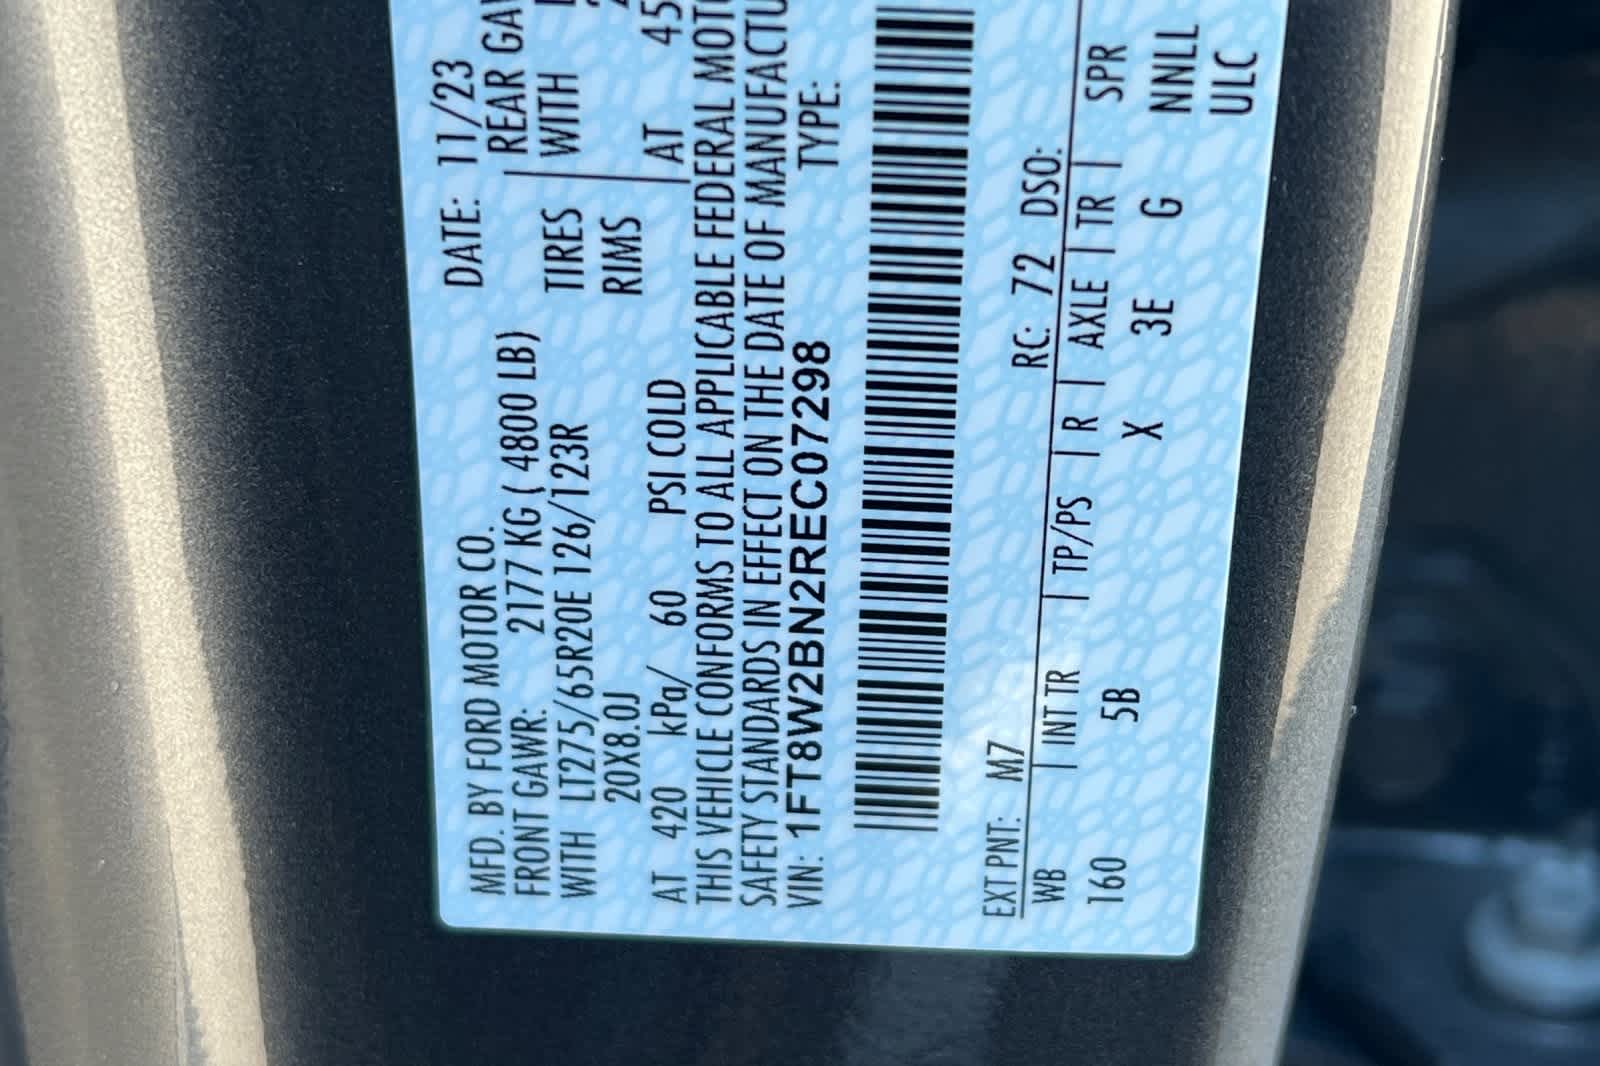 MFD. BY FORD MOTOR CO. DATE: 11/23
FRONT GAWR: 2177 KG ( 4800 LB) REAR
WITH LT275/65R20E 126/123R TIRES WITH
20X8.0J RIMS
AT 420 kPa/ 60 PSI COLD AT 45
THIS VEHICLE CONFORMS TO ALL APPLICABLE FEDERAL
SAFETY STANDARDS IN EFFECT ON THE DATE OF
VIN: 1FT8W2BN2REC07298 TYPE:
EXT PNT: M7 RC: 72 DSO:
WB | INT TR | TP/PS | R | AXLE | TR | SPR
160 5B X 3E G NNLL
ULC